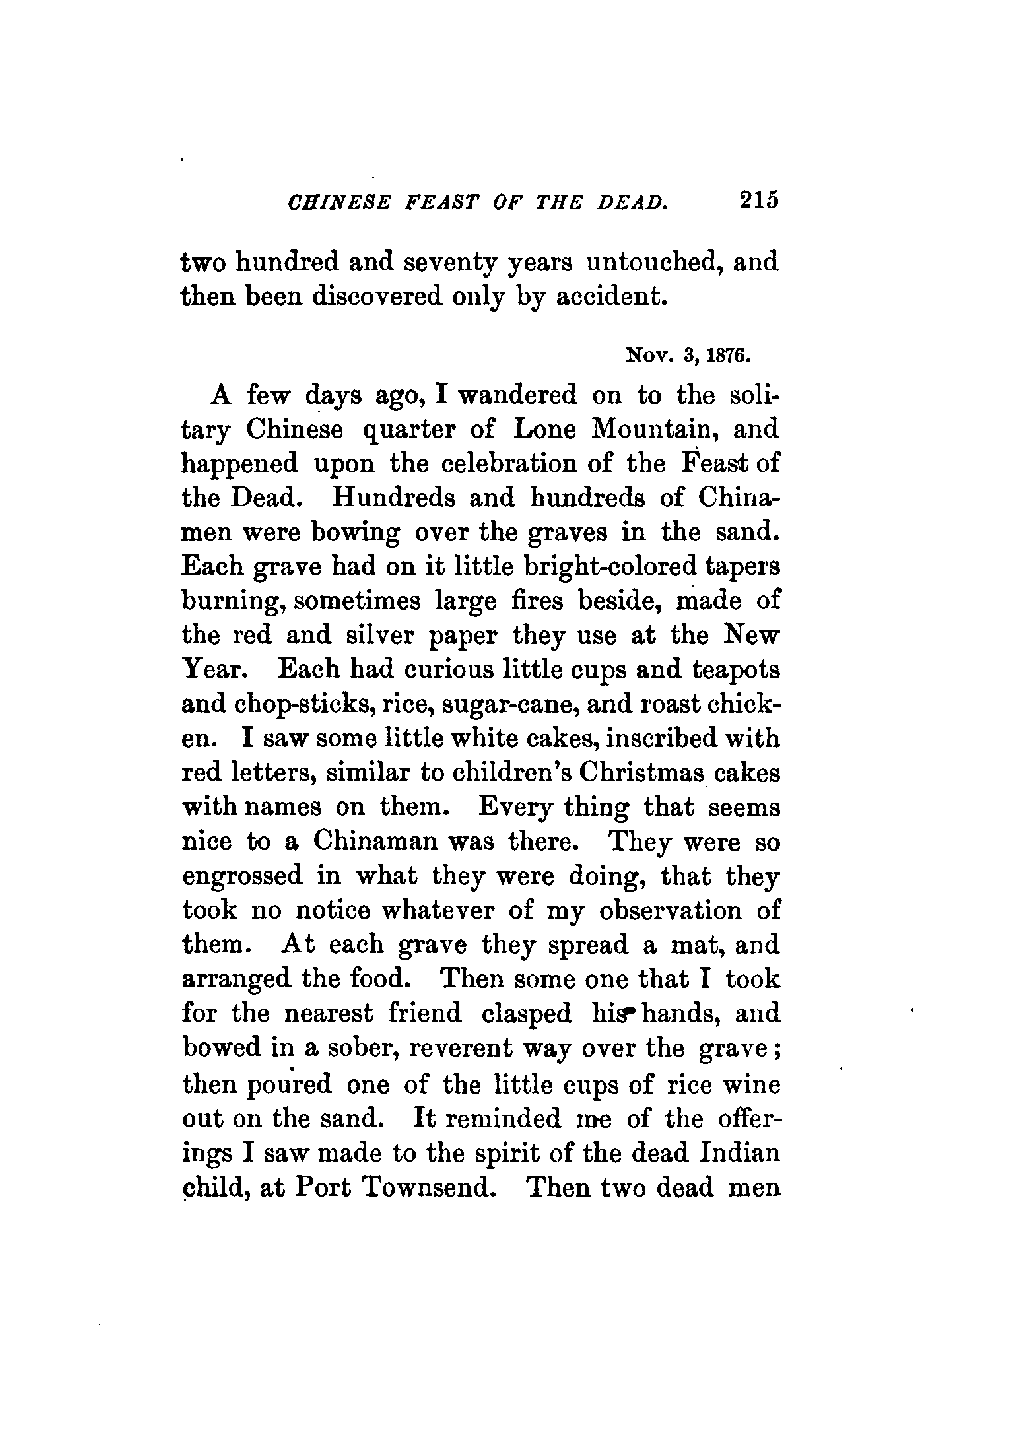 CHINESE FEAST OF THE DEAD. 215
two hundred and seventy years untouched, and
then been discovered only by accident.
Nov. 3, 1876.
A few days ago, I wandered on to the soli-
tary Chinese quarter of Lone Mountain, and
happened upon the celebration of the Feast of
the Dead. Hundreds and hundreds of China-
men were bowing over the graves in the sand.
Each grave had on it little bright-colored tapers
burning, sometimes large fires beside, made of
the red and silver paper they use at the New
Year. Each had curious little cups and teapots
and chop-sticks, rice, sugar-cane, and roast chick-
en. I saw some little white cakes, inscribed with
red letters, similar to children's Christmas cakes
with names on them. Every thing that seems
nice to a Chinaman was there. They were so
engrossed in what they were doing, that they
took no notice whatever of my observation of
them. At each grave they spread a mat, and
arranged the food. Then some one that I took
for the nearest friend clasped his hands, and
bowed in a sober, reverent way over the grave;
then poured one of the little cups of rice wine
out on the sand. It reminded me of the offer-
ings I saw made to the spirit of the dead Indian
child, at Port Townsend. Then two dead men